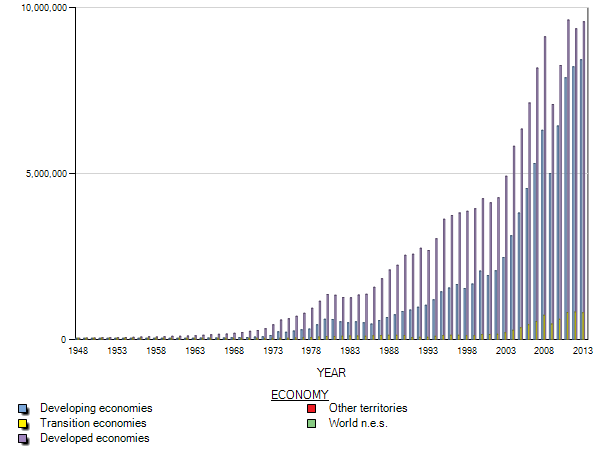 10,000,000
5,000,000
0
1948 1953 1958 1963 1968 1973 1978 1983 1988 1993 1998 2003 2008 2013
YEAR
ECONOMY
Developing economies Other territories
Transition economies World n.e.s.
Developed economies